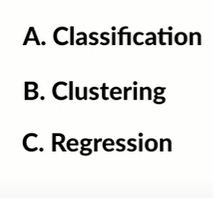 A. Classification
B. Clustering
C. Regression